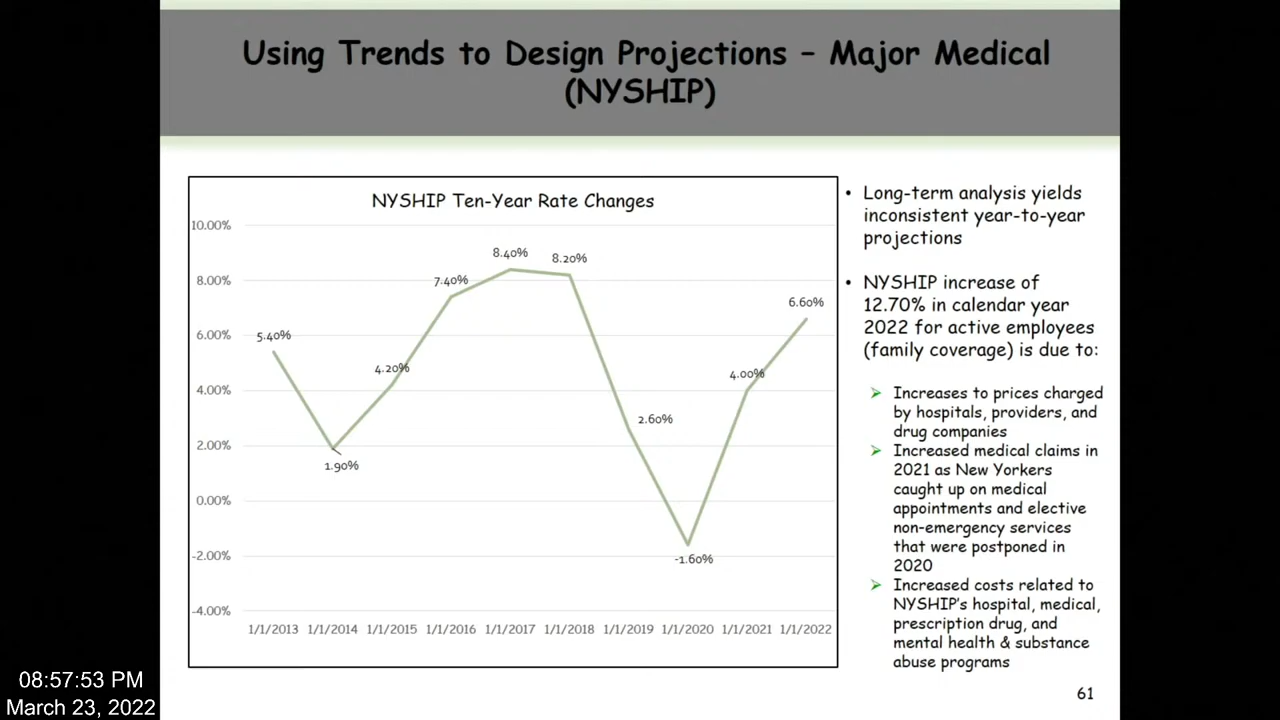 Using Trends to Design Projections – Major Medical
(NYSHIP)
NYSHIP Ten-Year Rate Changes
10.00%
8.00%
6.00%
4.00%
2.00%
0.00%
-2.00%
-4.00%
5.40%
1.90%
4.20%
7.40%
8.40%
8.20%
2.60%
-1.60%
4.00%
6.60%
1/1/2013 1/1/2014 1/1/2015 1/1/2016 1/1/2017 1/1/2018 1/1/2019 1/1/2020 1/1/2021 1/1/2022
• Long-term analysis yields
inconsistent year-to-year
projections
• NYSHIP increase of
12.70% in calendar year
2022 for active employees
(family coverage) is due to:
➢ Increases to prices charged
by hospitals, providers, and
drug companies
➢ Increased medical claims in
2021 as New Yorkers
caught up on medical
appointments and elective
non-emergency services
that were postponed in
2020
➢ Increased costs related to
NYSHIP's hospital, medical,
prescription drug, and
mental health & substance
abuse programs
61
08:57:53 PM
March 23, 2022